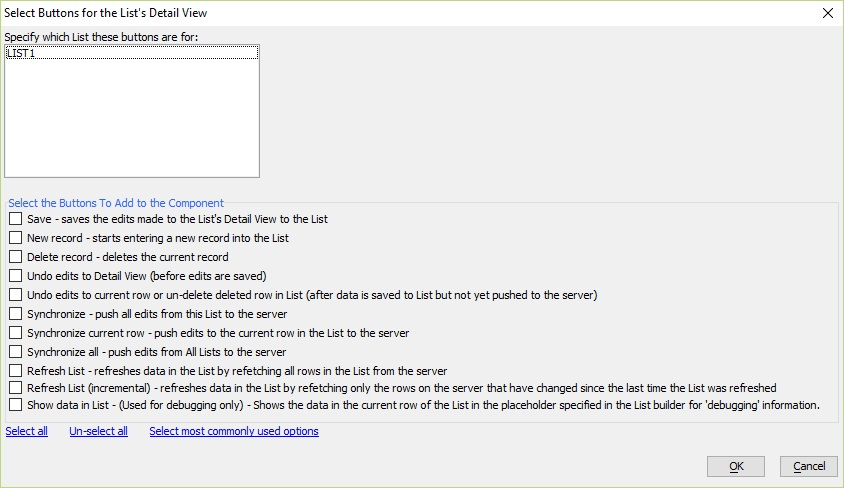 Select Buttons for the List's Detail View
Specify which List these buttons are for:
LIST1
Select the Buttons To Add to the Component
Save - saves the edits made to the List's Detail View to the List
New record - starts entering a new record into the List
Delete record - deletes the current record
Undo edits to Detail View (before edits are saved)
Undo edits to current row or un-delete deleted row in List (after data is saved to List but not yet pushed to the server)
Synchronize - push all edits from this List to the server
Synchronize current row - push edits to the current row in the List to the server
Synchronize all - push edits from All Lists to the server
Refresh List - refreshes data in the List by refetching all rows in the List from the server
Refresh List (incremental) - refreshes data in the List by refetching only the rows on the server that have changed since the last time the List was refreshed
Show data in List - (Used for debugging only) - Shows the data in the current row of the List in the placeholder specified in the List builder for 'debugging' information.
Select all Un-select all Select most commonly used options
OK Cancel